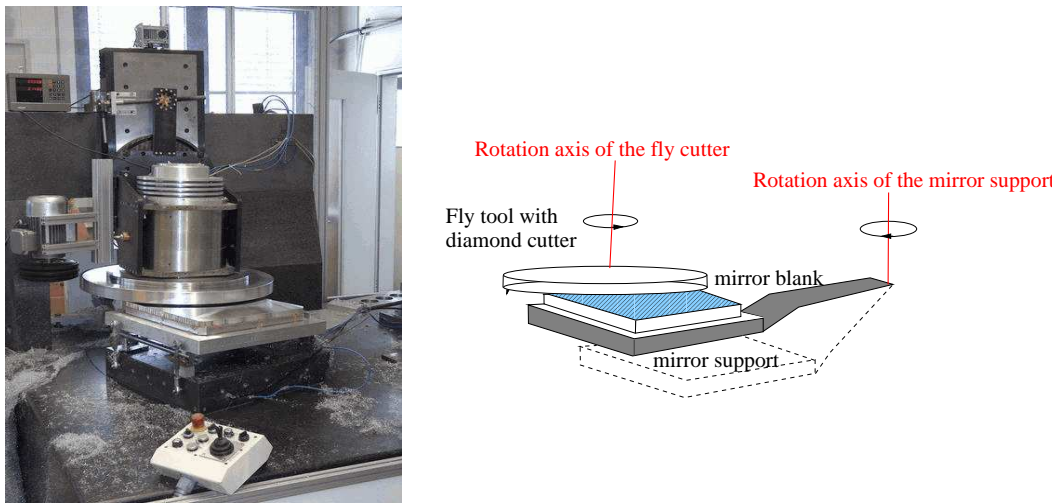 Rotation axis of the fly cutter
Rotation axis of the mirror support
Fly tool with
diamond cutter
mirror blank
mirror support